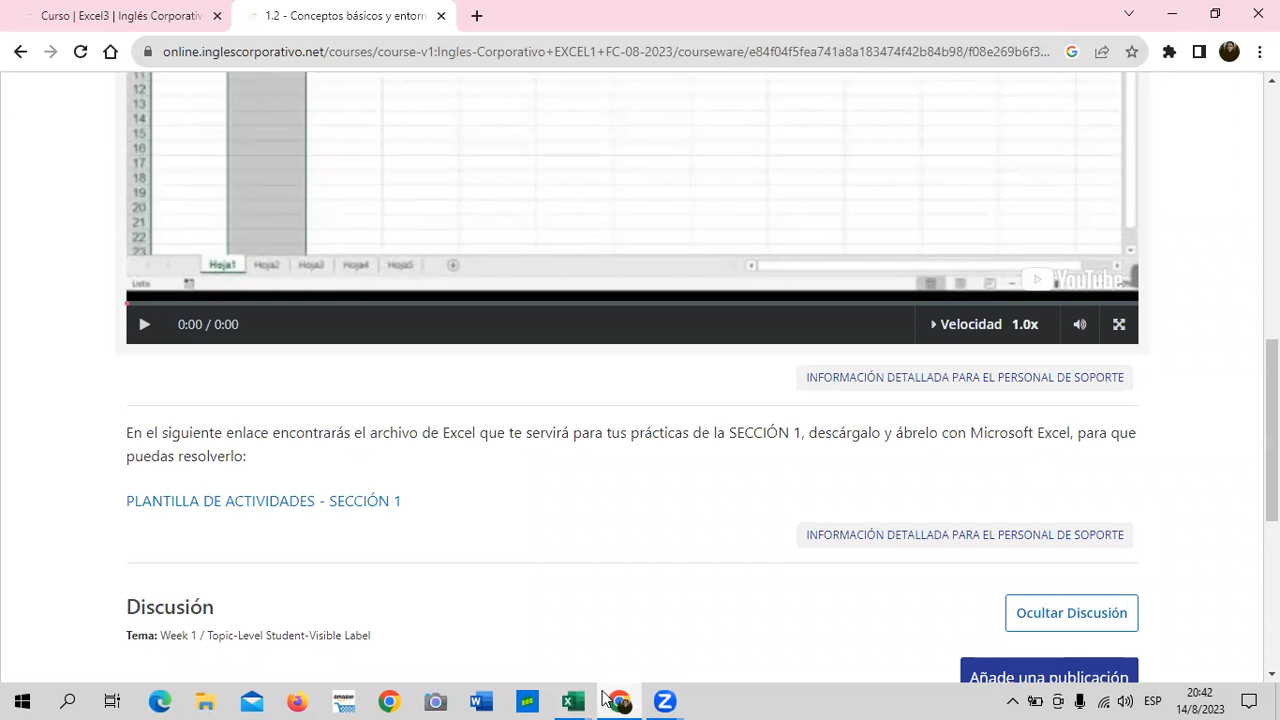 Curso | Excel3 | Inglés Corporativ
1.2 - Conceptos básicos y entorn
online.inglescorporativo.net/courses/course-v1:Ingles-Corporativo+EXCEL1+FC-08-2023/courseware/e84f04f5fea741a8a183474f42b84b98/f08e269b6f3...
11
12
13
14
15
16
17
18
19
20
21
22
23
Hoja1 Hoja2 Hoja3 Hoja4 Hoja5
Listo
YouTube
0:00 / 0:00
Velocidad 1.0x
INFORMACIÓN DETALLADA PARA EL PERSONAL DE SOPORTE
En el siguiente enlace encontrarás el archivo de Excel que te servirá para tus prácticas de la SECCIÓN 1, descárgalo y ábrelo con Microsoft Excel, para que
puedas resolverlo:
PLANTILLA DE ACTIVIDADES - SECCIÓN 1
INFORMACIÓN DETALLADA PARA EL PERSONAL DE SOPORTE
Discusión
Ocultar Discusión
Tema: Week 1 / Topic-Level Student-Visible Label
Añade una publicación
amazon
ESP
20:42
14/8/2023